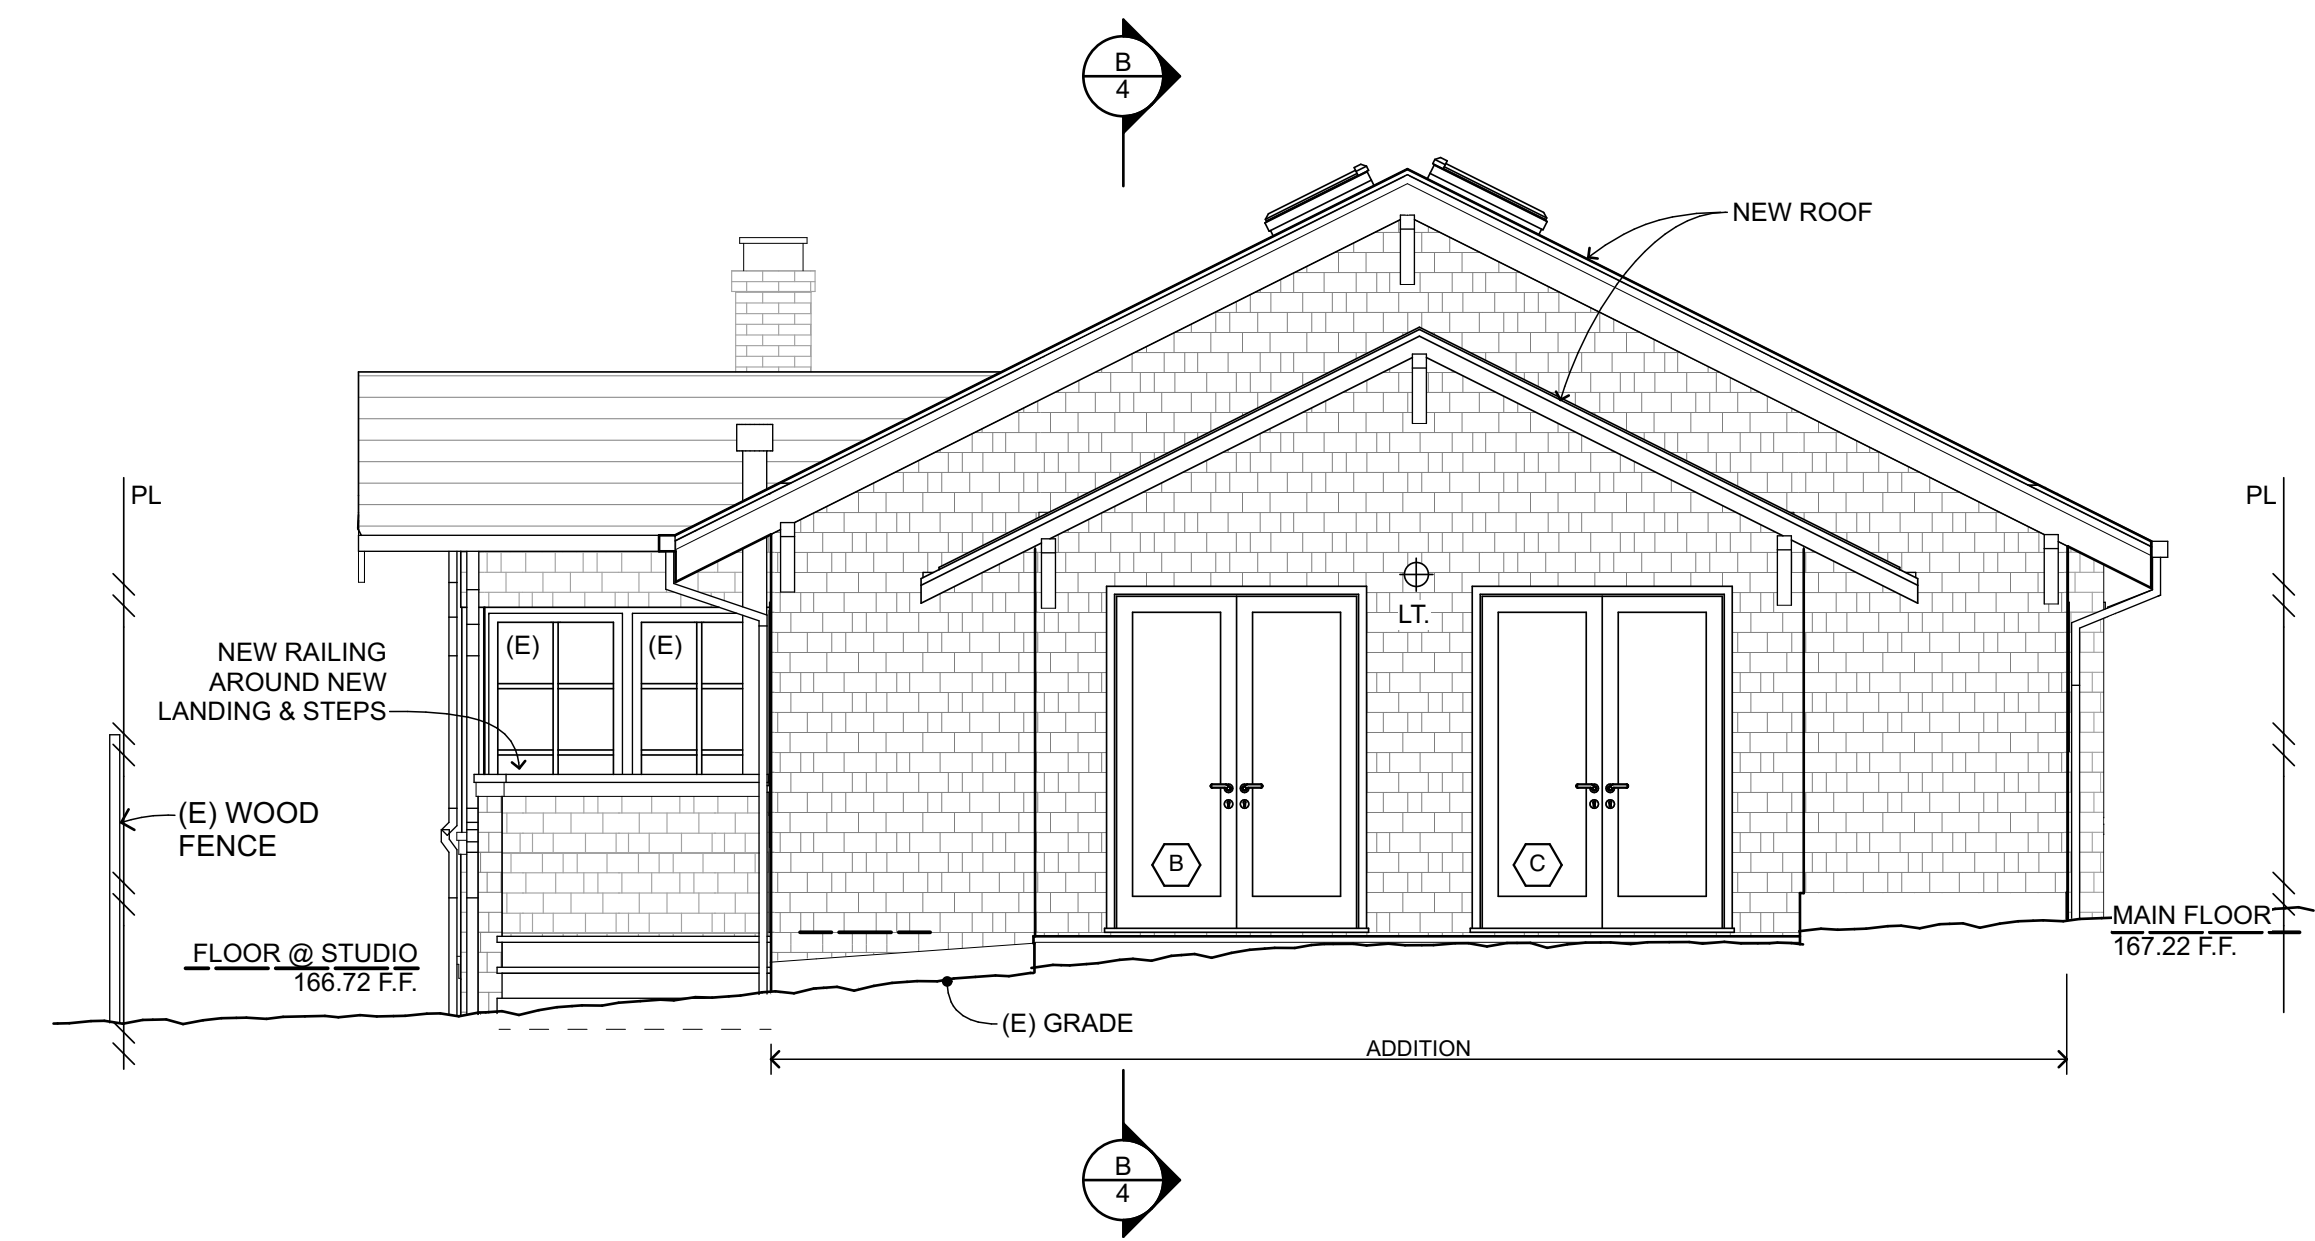 B
4
NEW ROOF
PL
PL
(E)
(E)
LT.
NEW RAILING
AROUND NEW
LANDING & STEPS
(E) WOOD
FENCE
B
C
FLOOR @ STUDIO
166.72 F.F.
MAIN FLOOR
167.22 F.F.
(E) GRADE
ADDITION
B
4